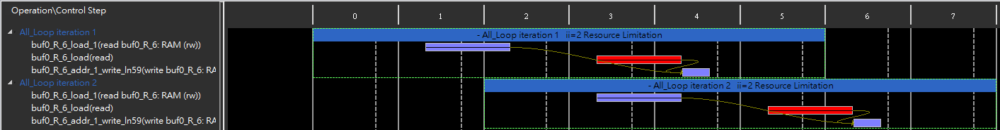 Operation\Control Step
0 1 2 3 4 5 6 7
All_Loop iteration 1
- All_Loop iteration 1 ii=2 Resource Limitation
buf0_R_6_load_1(read buf0_R_6: RAM (rw))
buf0_R_6_load(read)
buf0_R_6_addr_1_write_ln59(write buf0_R_6: RA
All_Loop iteration 2
- All_Loop iteration 2 ii=2 Resource Limitation
buf0_R_6_load_1(read buf0_R_6: RAM (rw))
buf0_R_6_load(read)
buf0_R_6_addr_1_write_ln59(write buf0_R_6: RA